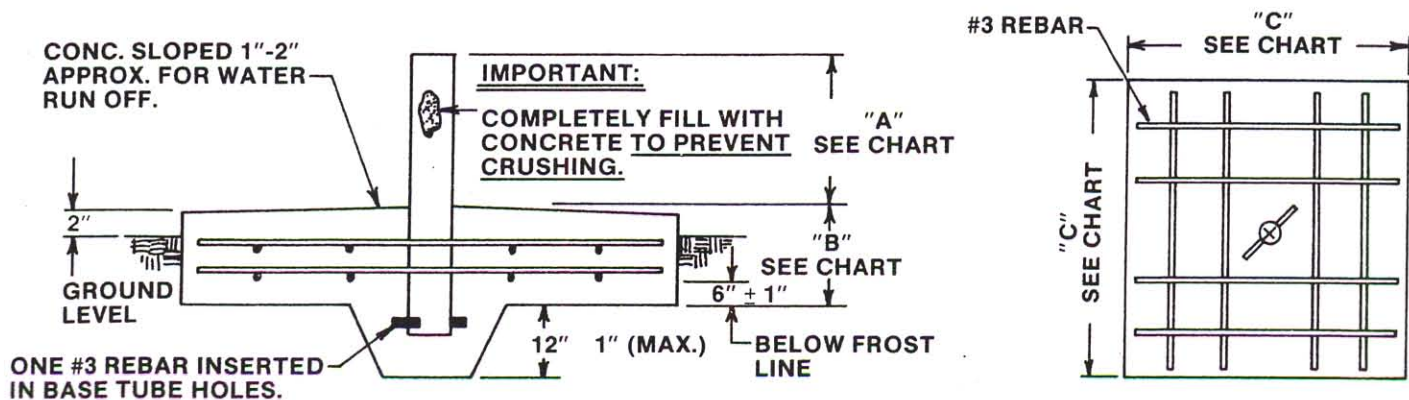 CONC. SLOPED 1"-2"
APPROX. FOR WATER
RUN OFF.
IMPORTANT:
COMPLETELY FILL WITH
CONCRETE TO PREVENT
CRUSHING.
"A"
SEE CHART
2"
GROUND
LEVEL
"B"
SEE CHART
6" ± 1"
12" 1" (MAX.)
BELOW FROST
LINE
ONE #3 REBAR INSERTED
IN BASE TUBE HOLES.
#3 REBAR
"C"
SEE CHART
"C"
SEE CHART